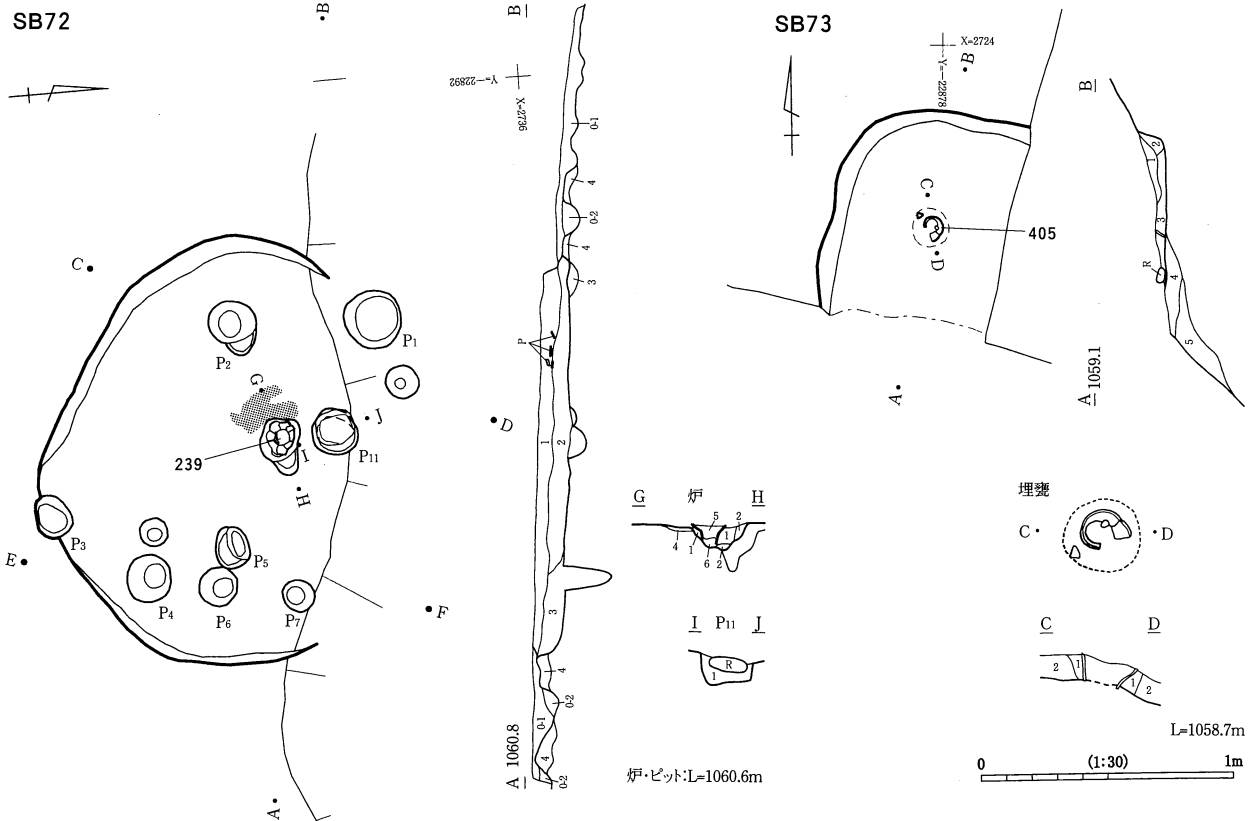 SB72
B
C
P2
P1
G
J
D
239
I
P11
H
P3
E
P5
P4
P6
P7
F
A
B
Y=-22892
X=2736
0-1
4
0-2
4
3
P
1
2
3
4
0-2
0-1
4
0-2
A 1060.8
G 炉 H
5 2
4 1 6 2 1
I P11 J
R
1
炉・ピット:L=1060.6m
SB73
X=2724
Y=-22878
B
C
405
D
A
B
2
1
3
R
4
5
A 1059.1
埋甕
C D
C D
2 1 1 2
L=1058.7m
0 (1:30) 1m